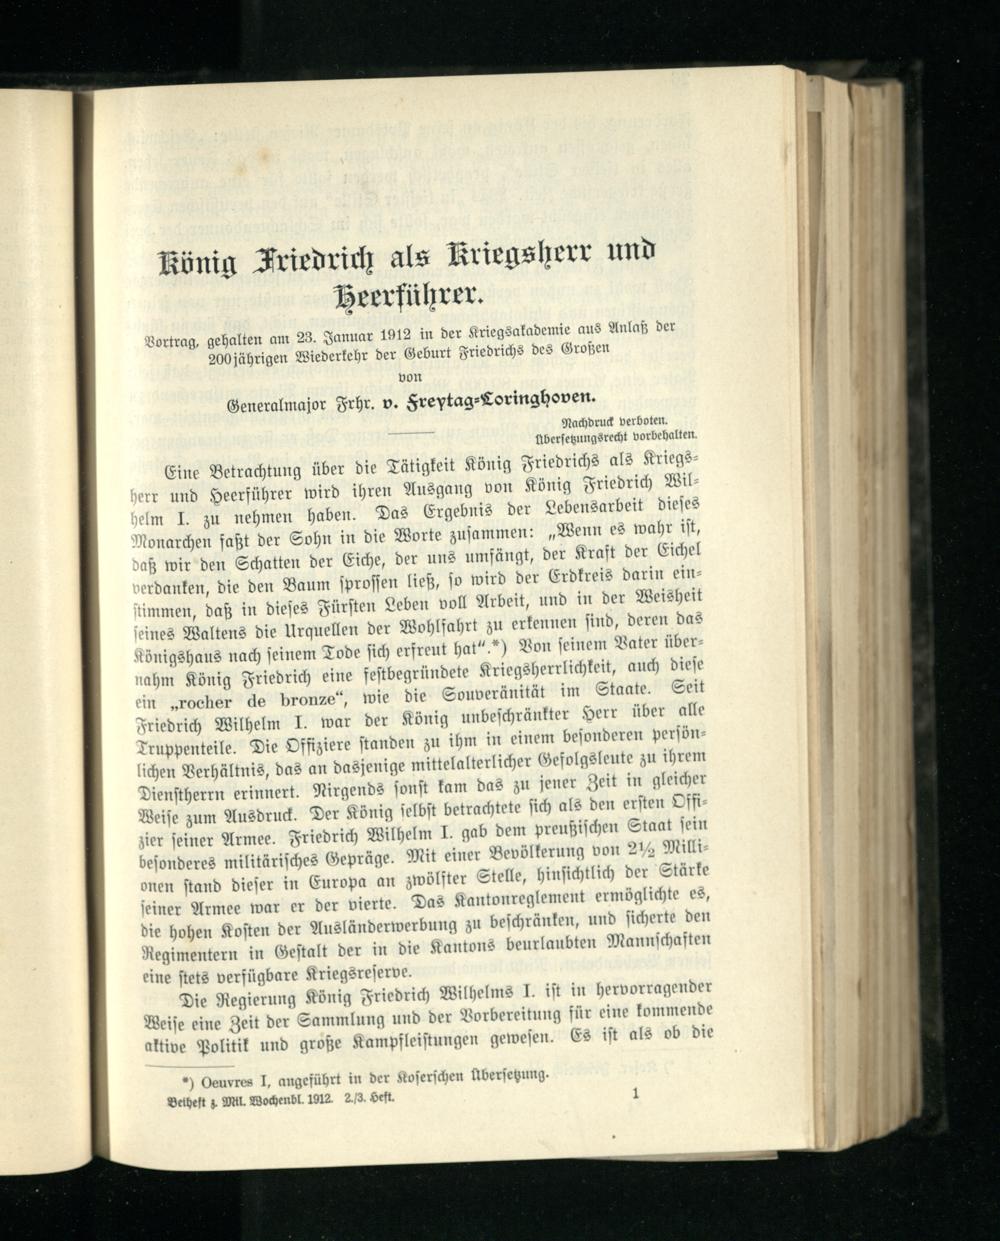 König Friedrich als Kriegsherr und
Heerführer.
Vortrag, gehalten am 23. Januar 1912 in der Kriegsakademie aus Anlaß der
200jährigen Wiederkehr der Geburt Friedrichs des Großen
von
Generalmajor Frhr. v. Freytag-Loringhoven.
Nachdruck verboten.
Übersetzungsrecht vorbehalten.
Eine Betrachtung über die Tätigkeit König Friedrichs als Kriegs-
herr und Heerführer wird ihren Ausgang von König Friedrich Wil-
helm I. zu nehmen haben. Das Ergebnis der Lebensarbeit dieses
Monarchen faßt der Sohn in die Worte zusammen: „Wenn es wahr ist,
daß wir den Schatten der Eiche, der uns umfängt, der Kraft der Eichel
verdanken, die den Baum sprossen ließ, so wird der Erdkreis darin ein-
stimmen, daß in dieses Fürsten Leben voll Arbeit, und in der Weisheit
seines Waltens die Urquellen der Wohlfahrt zu erkennen sind, deren das
Königshaus nach seinem Tode sich erfreut hat“.*) Von seinem Vater über-
nahm König Friedrich eine festbegründete Kriegsherrlichkeit, auch diese
ein „rocher de bronze“, wie die Souveränität im Staate. Seit
Friedrich Wilhelm I. war der König unbeschränkter Herr über alle
Truppenteile. Die Offiziere standen zu ihm in einem besonderen persön-
lichen Verhältnis, das an dasjenige mittelalterlicher Gefolgsleute zu ihrem
Dienstherrn erinnert. Nirgends sonst kam das zu jener Zeit in gleicher
Weise zum Ausdruck. Der König selbst betrachtete sich als den ersten Offi-
zier seiner Armee. Friedrich Wilhelm I. gab dem preußischen Staat sein
besonderes militärisches Gepräge. Mit einer Bevölkerung von 2½ Milli-
onen stand dieser in Europa an zwölfter Stelle, hinsichtlich der Stärke
seiner Armee war er der vierte. Das Kantonreglement ermöglichte es,
die hohen Kosten der Ausländerwerbung zu beschränken, und sicherte den
Regimentern in Gestalt der in die Kantons beurlaubten Mannschaften
eine stets verfügbare Kriegsreserve.
Die Regierung König Friedrich Wilhelms I. ist in hervorragender
Weise eine Zeit der Sammlung und der Vorbereitung für eine kommende
aktive Politik und große Kampfleistungen gewesen. Es ist als ob die
*) Oeuvres I, angeführt in der Koserschen Übersetzung.
Beiheft z. Mil. Wochenbl. 1912. 2./3. Heft. 1